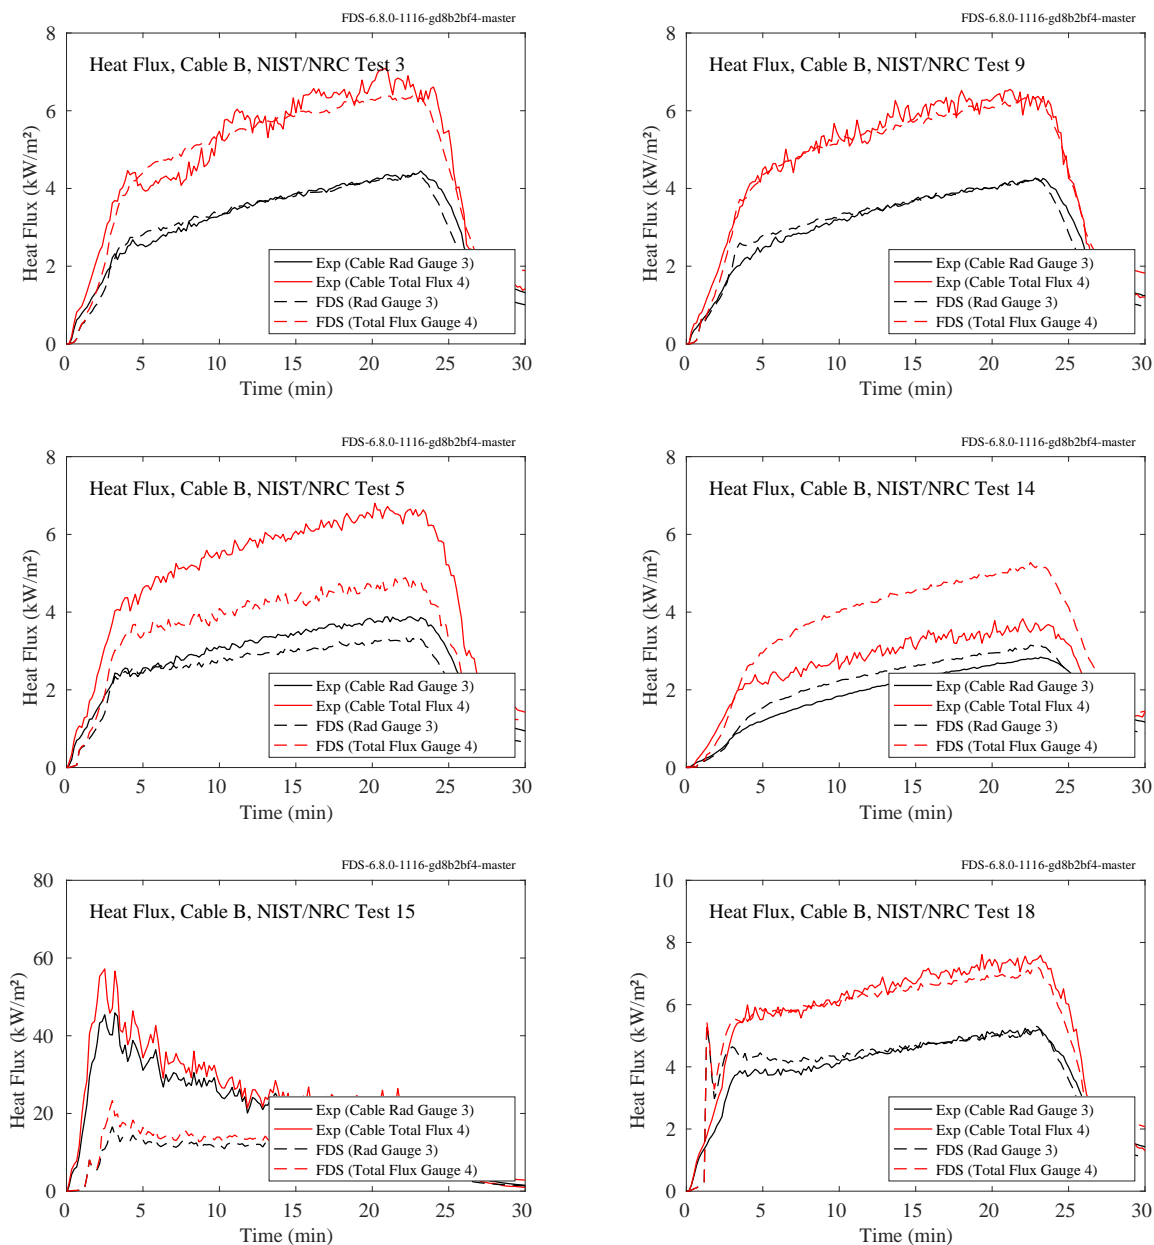 FDS-6.8.0-1116-gd8b2bf4-master
Heat Flux, Cable B, NIST/NRC Test 3
Heat Flux (kW/m²)
8
6
4
2
0
Exp (Cable Rad Gauge 3)
Exp (Cable Total Flux 4)
FDS (Rad Gauge 3)
FDS (Total Flux Gauge 4)
0 5 10 15 20 25 30
Time (min)
FDS-6.8.0-1116-gd8b2bf4-master
Heat Flux, Cable B, NIST/NRC Test 9
Heat Flux (kW/m²)
8
6
4
2
0
Exp (Cable Rad Gauge 3)
Exp (Cable Total Flux 4)
FDS (Rad Gauge 3)
FDS (Total Flux Gauge 4)
0 5 10 15 20 25 30
Time (min)
FDS-6.8.0-1116-gd8b2bf4-master
Heat Flux, Cable B, NIST/NRC Test 5
Heat Flux (kW/m²)
8
6
4
2
0
Exp (Cable Rad Gauge 3)
Exp (Cable Total Flux 4)
FDS (Rad Gauge 3)
FDS (Total Flux Gauge 4)
0 5 10 15 20 25 30
Time (min)
FDS-6.8.0-1116-gd8b2bf4-master
Heat Flux, Cable B, NIST/NRC Test 14
Heat Flux (kW/m²)
8
6
4
2
0
Exp (Cable Rad Gauge 3)
Exp (Cable Total Flux 4)
FDS (Rad Gauge 3)
FDS (Total Flux Gauge 4)
0 5 10 15 20 25 30
Time (min)
FDS-6.8.0-1116-gd8b2bf4-master
Heat Flux, Cable B, NIST/NRC Test 15
Heat Flux (kW/m²)
80
60
40
20
0
Exp (Cable Rad Gauge 3)
Exp (Cable Total Flux 4)
FDS (Rad Gauge 3)
FDS (Total Flux Gauge 4)
0 5 10 15 20 25 30
Time (min)
FDS-6.8.0-1116-gd8b2bf4-master
Heat Flux, Cable B, NIST/NRC Test 18
Heat Flux (kW/m²)
10
8
6
4
2
0
Exp (Cable Rad Gauge 3)
Exp (Cable Total Flux 4)
FDS (Rad Gauge 3)
FDS (Total Flux Gauge 4)
0 5 10 15 20 25 30
Time (min)